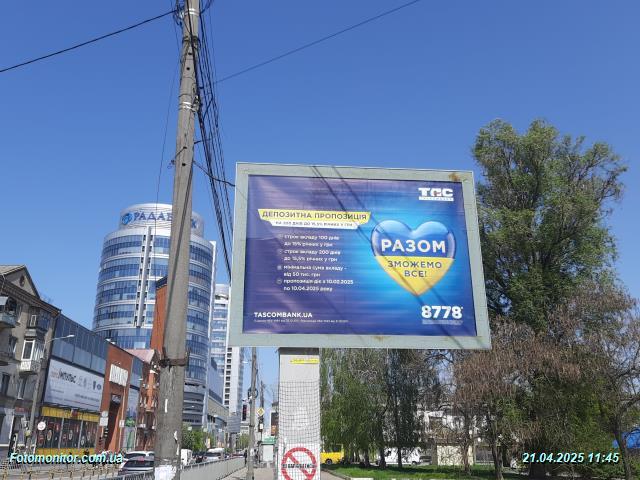 РАДАБАНК
ТАС
ДЕПОЗИТНА ПРОПОЗИЦІЯ
РАЗОМ
ЗМОЖЕМО
ВСЕ!
строк вкладу 100 днів
до 15% річних у грн
строк вкладу 200 днів
до 15,5% річних у грн
мінімальна сума вкладу -
від 50 тис. грн
пропозиція діє з 10.02.2025
по 10.04.2025 року
TASCOMBANK.UA
8778
Fotomonitor.com.ua
21.04.2025 11:45